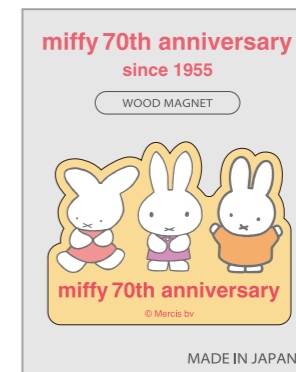 miffy 70th anniversary
since 1955
WOOD MAGNET
miffy 70th anniversary
© Mercis bv
MADE IN JAPAN